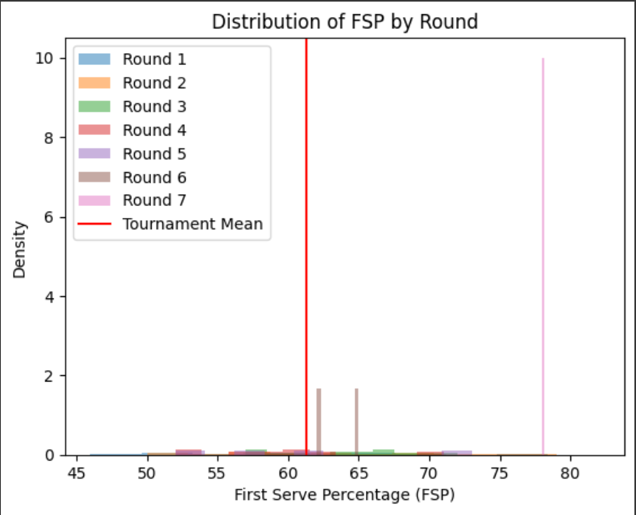 Distribution of FSP by Round
10
8
6
4
2
0
Density
Round 1
Round 2
Round 3
Round 4
Round 5
Round 6
Round 7
Tournament Mean
45 50 55 60 65 70 75 80
First Serve Percentage (FSP)